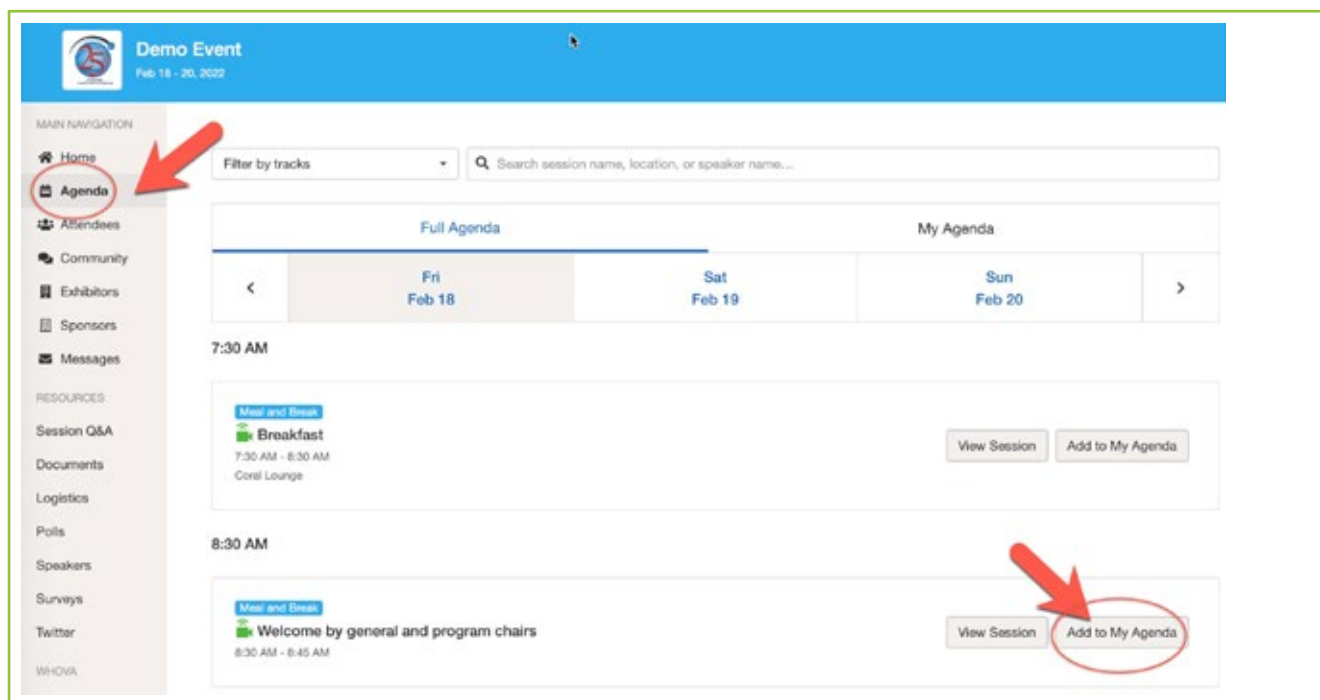 Demo Event
Feb 18 - 20, 2022
25
MAIN NAVIGATION
Home
Agenda
Attendees
Community
Exhibitors
Sponsors
Messages
RESOURCES
Session Q&A
Documents
Logistics
Polls
Speakers
Surveys
Twitter
WHOVA
Filter by tracks
Search session name, location, or speaker name...
Full Agenda
My Agenda
Fri
Feb 18
Sat
Feb 19
Sun
Feb 20
7:30 AM
Meal and Break
Breakfast
7:30 AM - 8:30 AM
Coral Lounge
View Session
Add to My Agenda
8:30 AM
Meal and Break
Welcome by general and program chairs
8:30 AM - 8:45 AM
View Session
Add to My Agenda